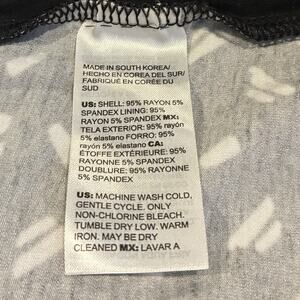 MADE IN SOUTH KOREA/
HECHO EN COREA DEL SUR/
FABRIQUÉ EN CORÉE DU
SUD
US: SHELL: 95% RAYON 5%
SPANDEX LINING: 95%
RAYON 5% SPANDEX MX:
TELA EXTERIOR: 95% rayón
5% elastano FORRO: 95%
rayón 5% elastano CA:
ÉTOFFE EXTÉRIEURE: 95%
RAYONNE 5% SPANDEX
DOUBLURE: 95% RAYONNE
5% SPANDEX
US: MACHINE WASH COLD,
GENTLE CYCLE. ONLY
NON-CHLORINE BLEACH.
TUMBLE DRY LOW. WARM
IRON. MAY BE DRY
CLEANED MX: LAVAR A